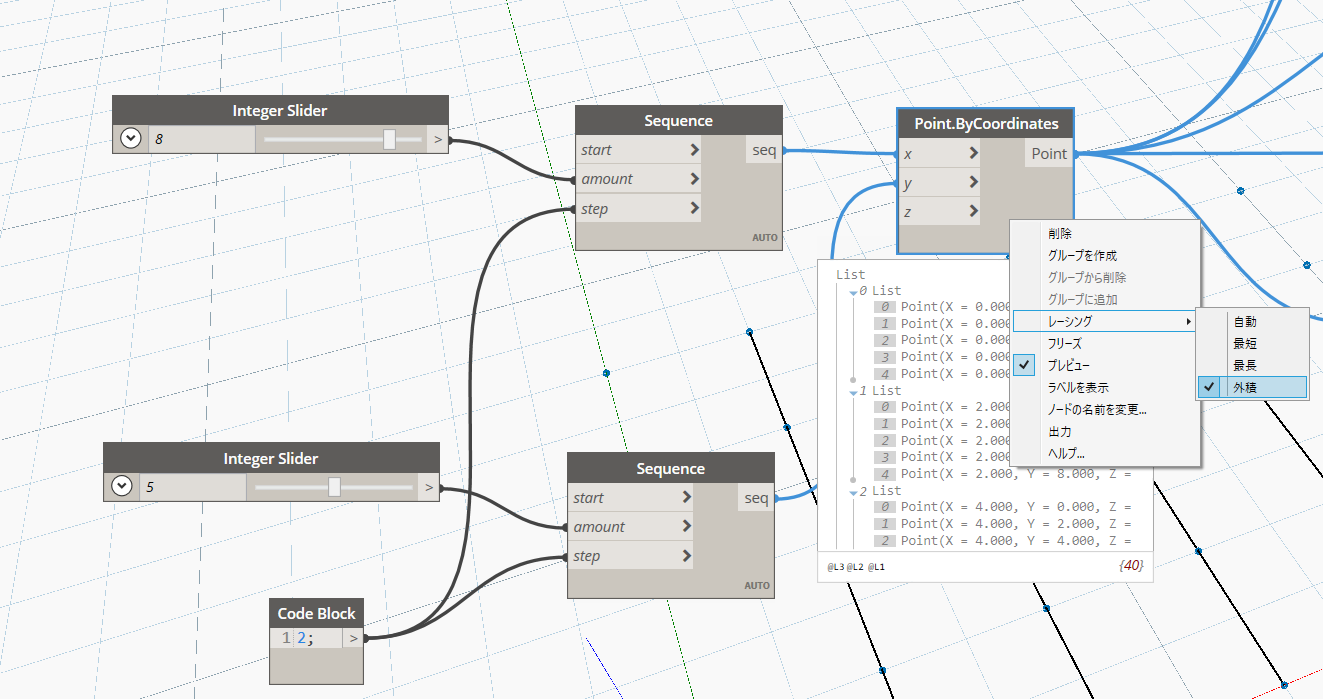 Integer Slider
8
>
Sequence
start
amount
step
seq
AUTO
Point.ByCoordinates
x
y
z
Point
削除
グループを作成
グループから削除
グループに追加
レーシング
フリーズ
プレビュー
ラベルを表示
ノードの名前を変更...
出力
ヘルプ...
自動
最短
最長
外積
List
0 List
0 Point(X = 0.000
1 Point(X = 0.000
2 Point(X = 0.000
3 Point(X = 0.000
4 Point(X = 0.000
1 List
0 Point(X = 2.000
1 Point(X = 2.000
2 Point(X = 2.000
3 Point(X = 2.000
4 Point(X = 2.000, Y = 8.000, Z =
2 List
0 Point(X = 4.000, Y = 0.000, Z =
1 Point(X = 4.000, Y = 2.000, Z =
2 Point(X = 4.000, Y = 4.000, Z =
@L3 @L2 @L1
{40}
Integer Slider
5
>
Sequence
start
amount
step
seq
AUTO
Code Block
1 2; >